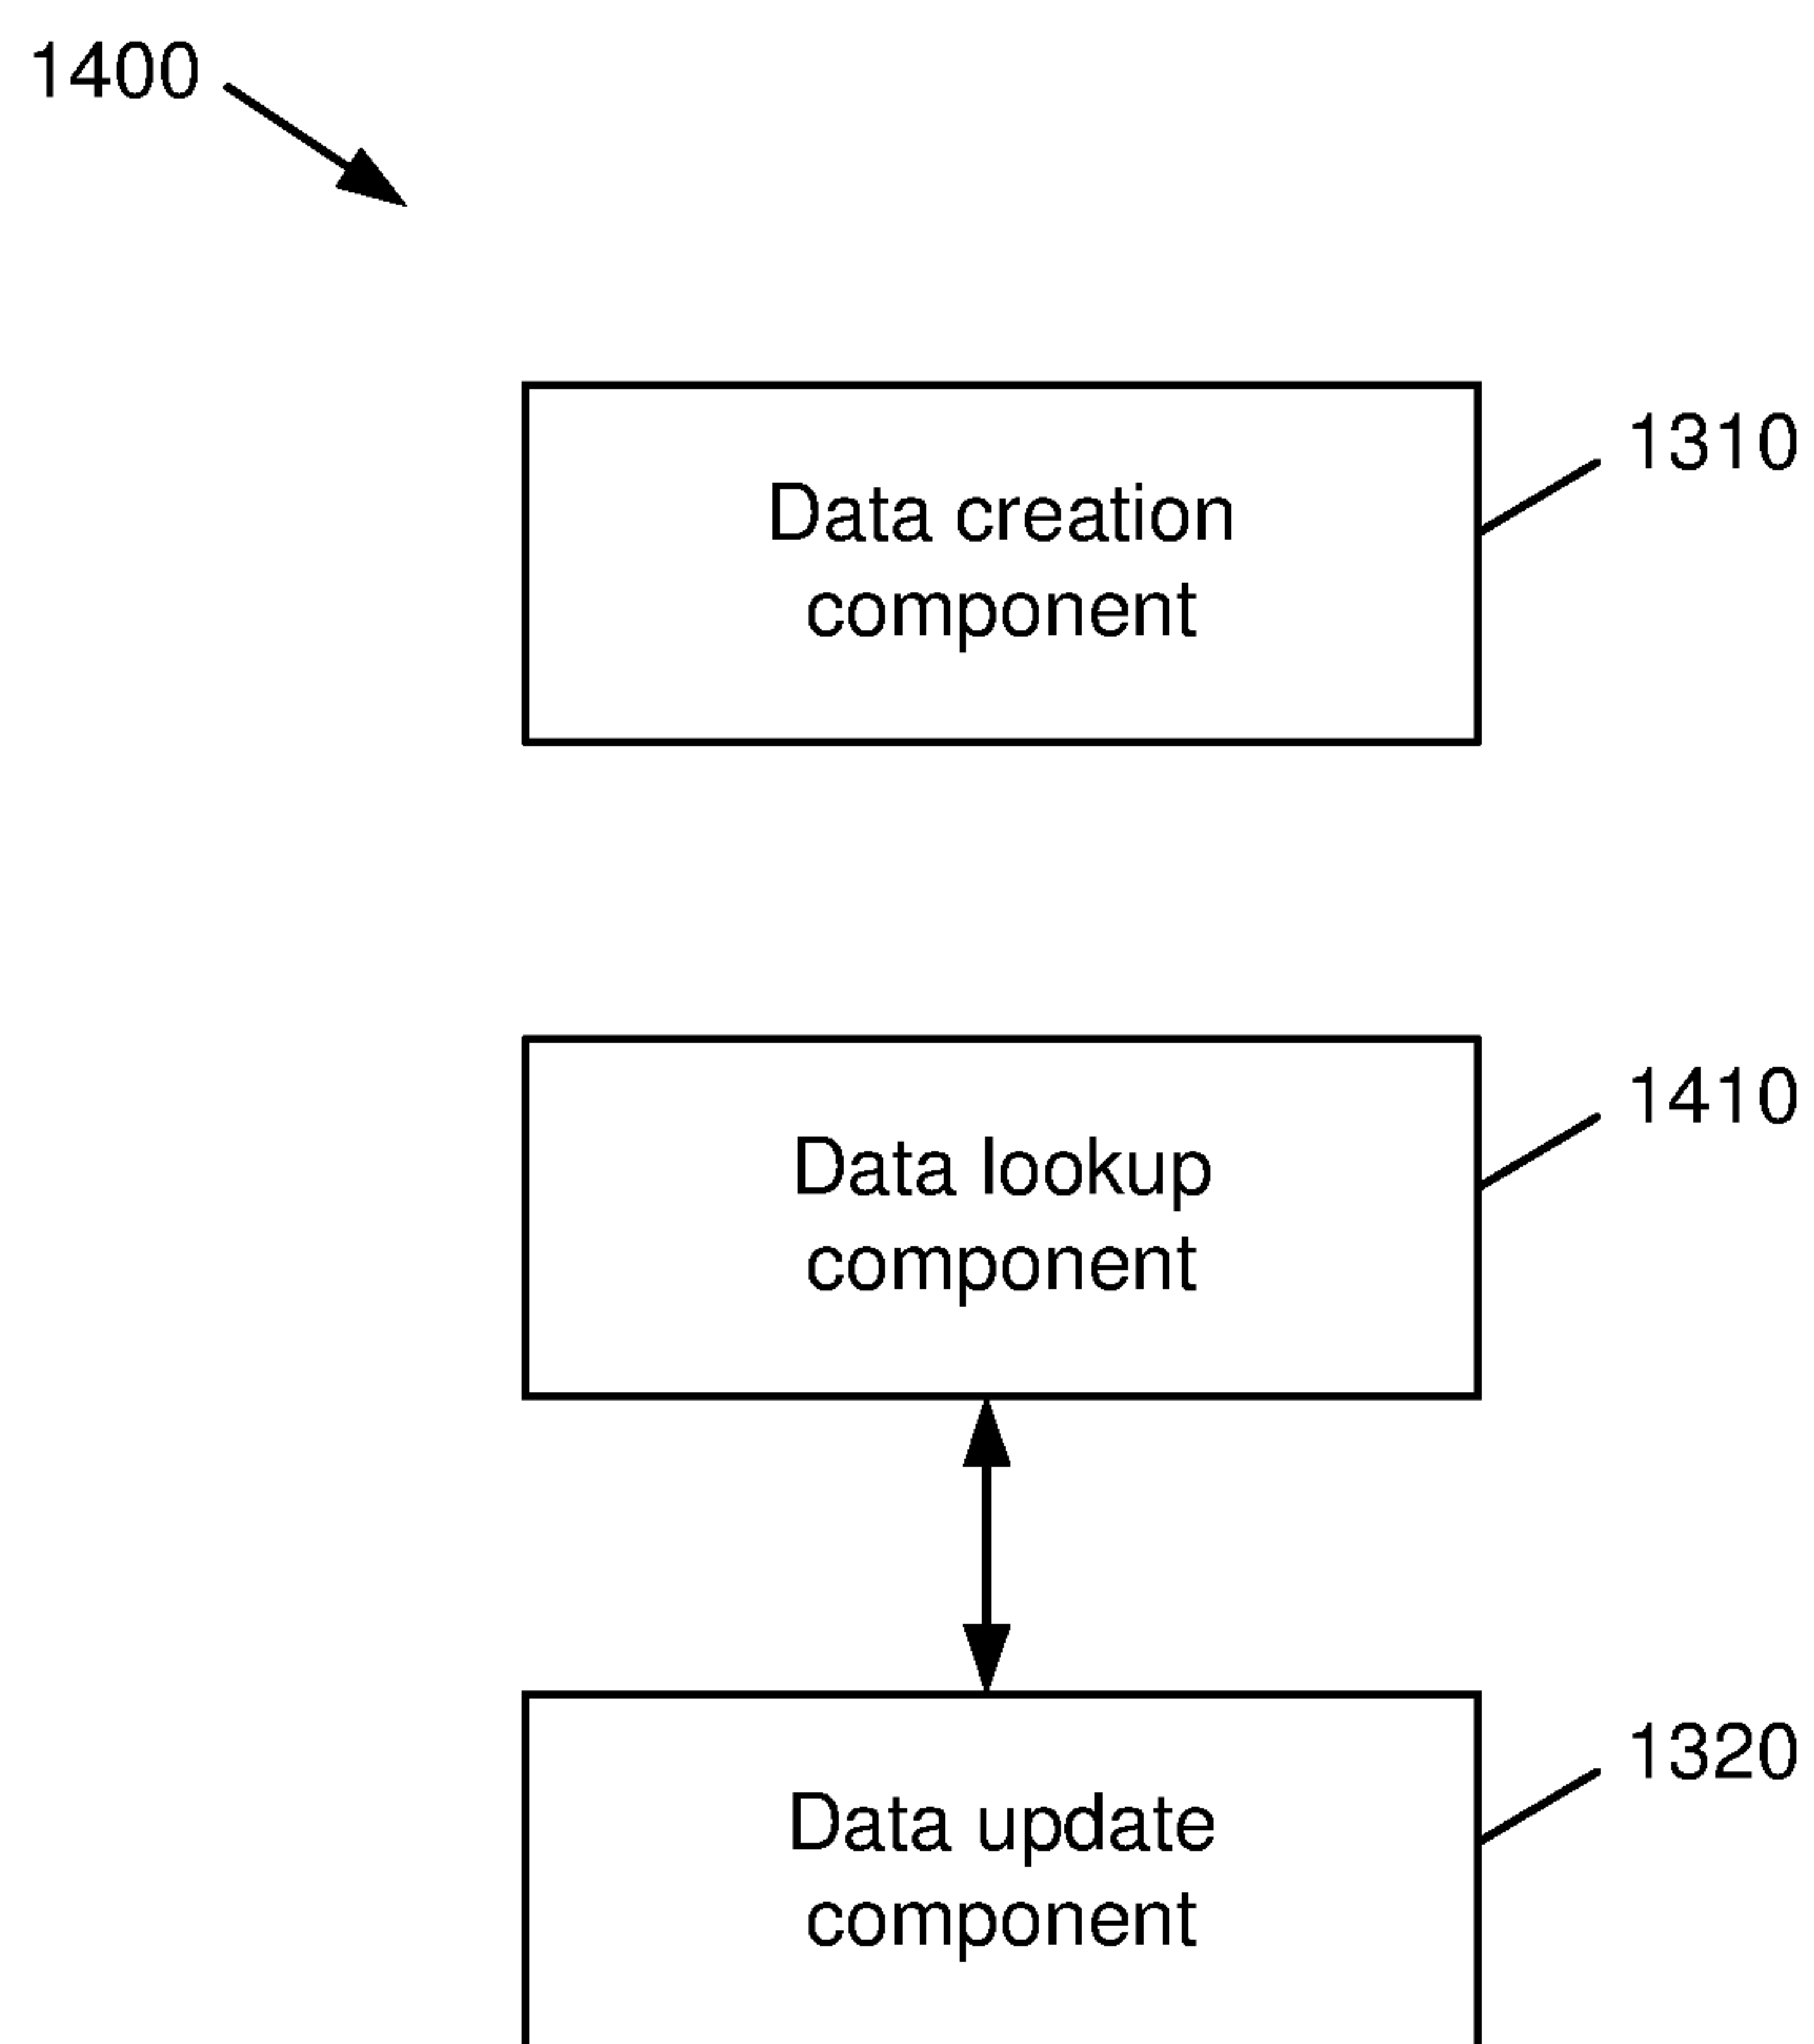 1400
1310
Data creation
component
1410
Data lookup
component
1320
Data update
component